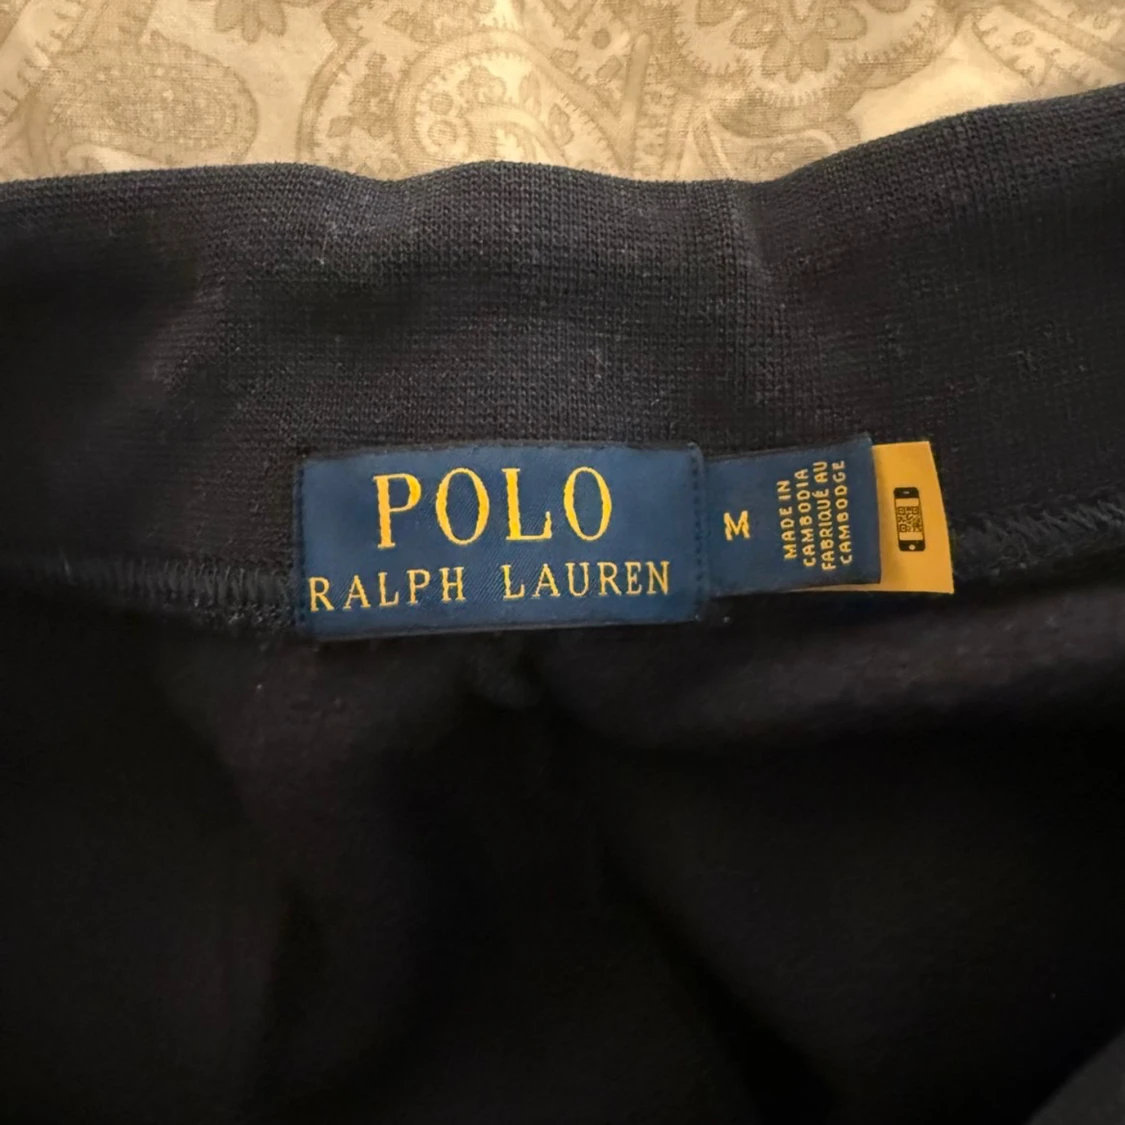 POLO
RALPH LAUREN
M
MADE IN
CAMBODIA
FABRIQUÉ AU
CAMBODGE